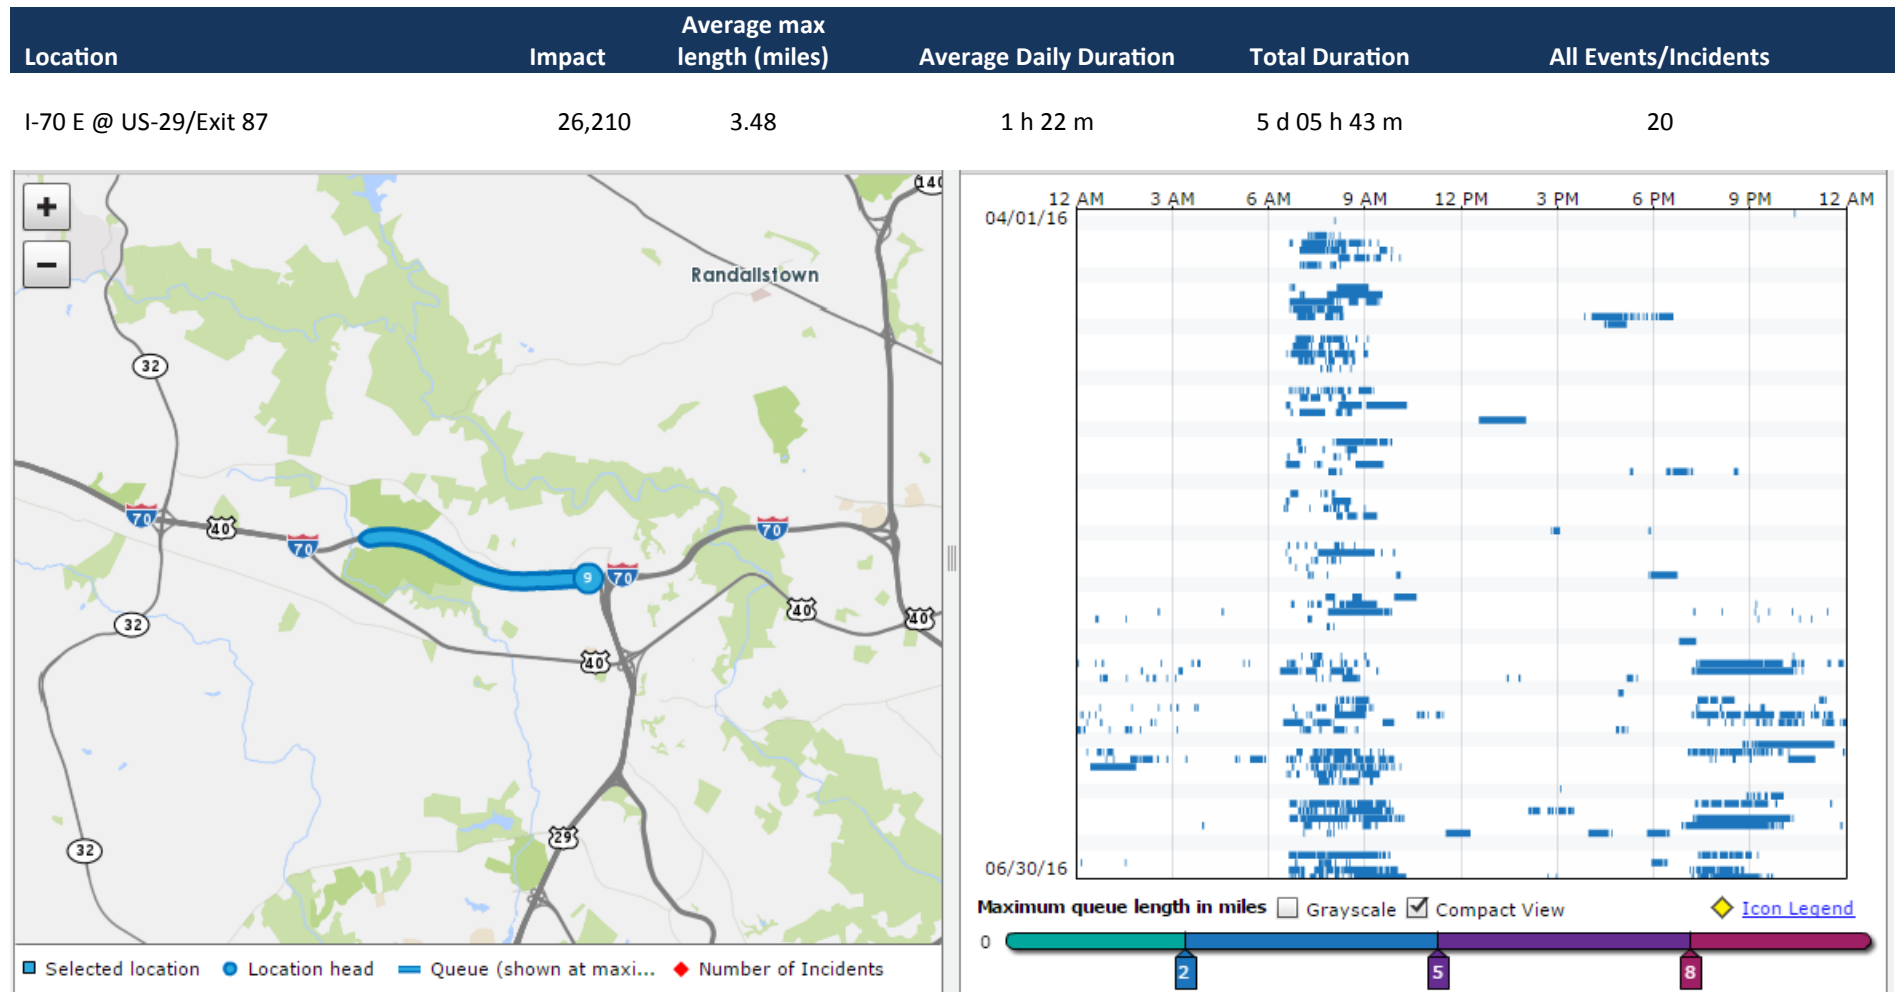 Location Impact Average max length (miles) Average Daily Duration Total Duration All Events/Incidents
I-70 E @ US-29/Exit 87 26,210 3.48 1 h 22 m 5 d 05 h 43 m 20
+
−
140
Randallstown
32
70
40
70
70
9
70
32
40
40
40
29
32
Selected location Location head Queue (shown at maxi... Number of Incidents
12 AM 3 AM 6 AM 9 AM 12 PM 3 PM 6 PM 9 PM 12 AM
04/01/16
06/30/16
Maximum queue length in miles Grayscale Compact View Icon Legend
0
2 5 8